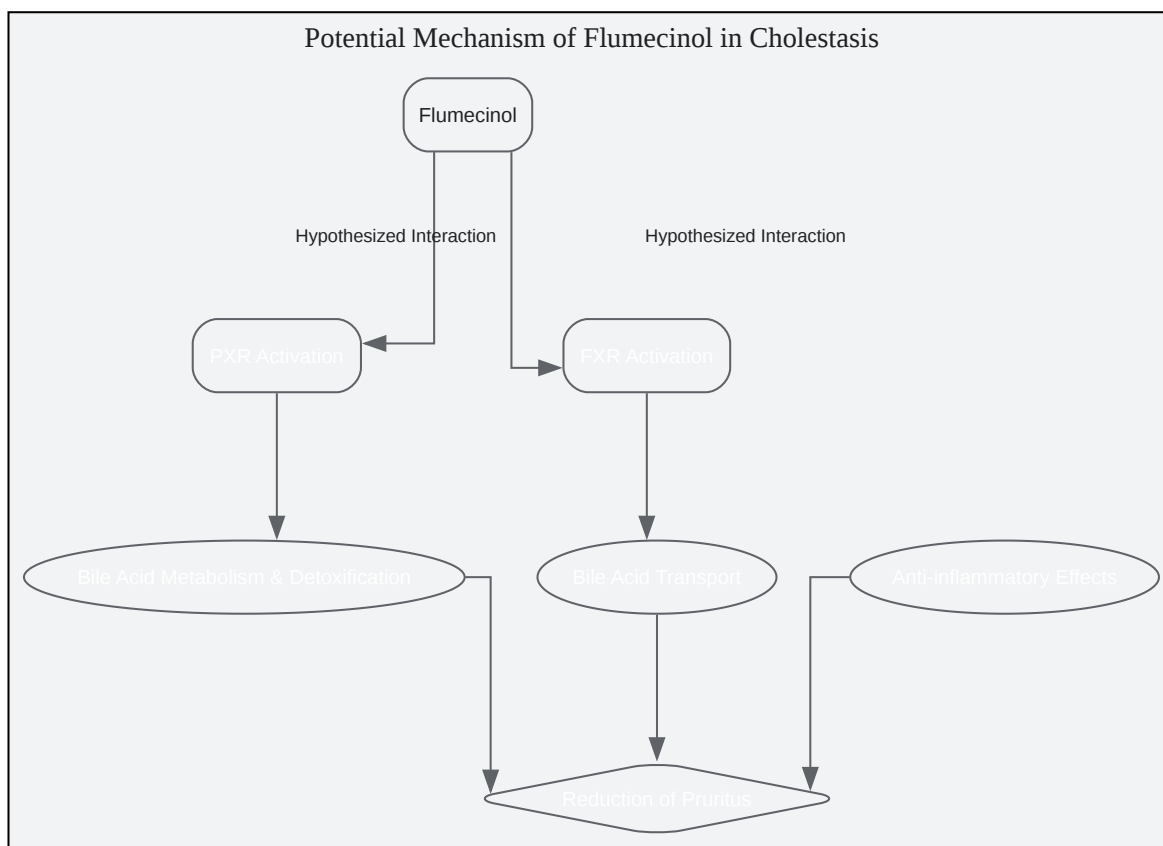 Potential Mechanism of Flumecinol in Cholestasis
Flumecinol
Hypothesized Interaction
Hypothesized Interaction
PXR Activation
FXR Activation
Bile Acid Metabolism & Detoxification
Bile Acid Transport
Anti-inflammatory Effects
Reduction of Pruritus